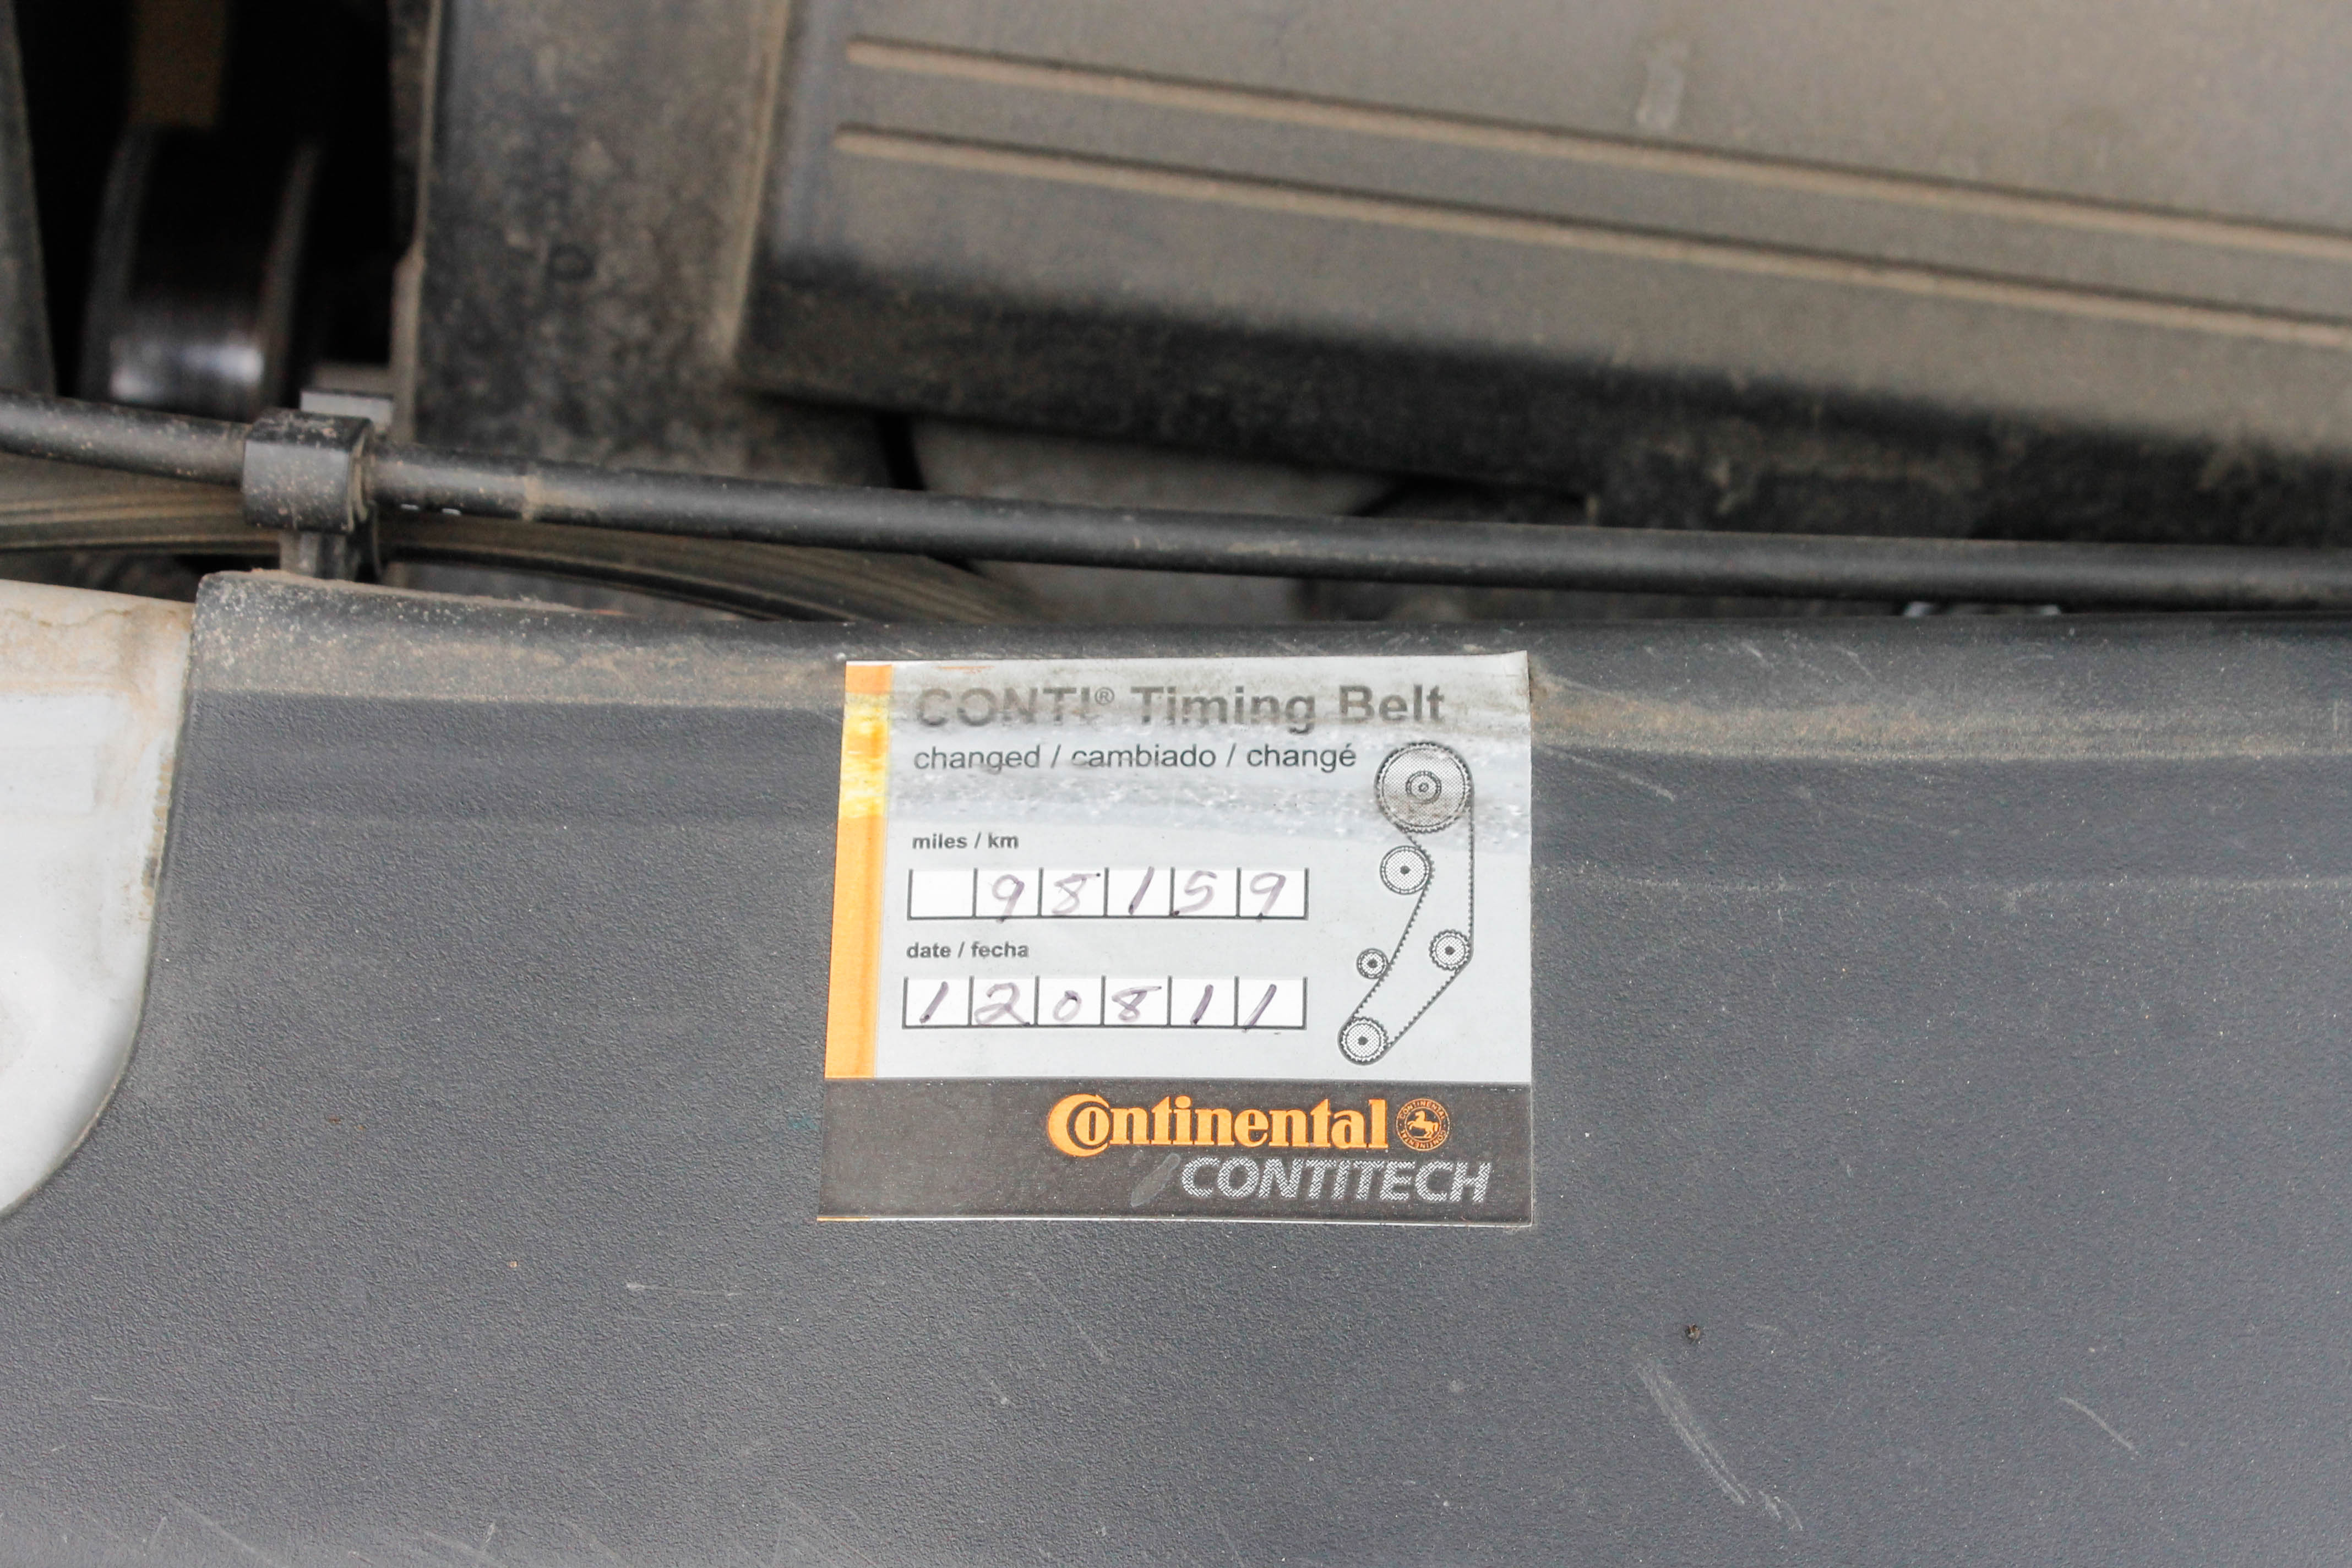 CONTI® Timing Belt
changed / cambiado / changé
miles / km
98159
date / fecha
120811
Continental
CONTITECH